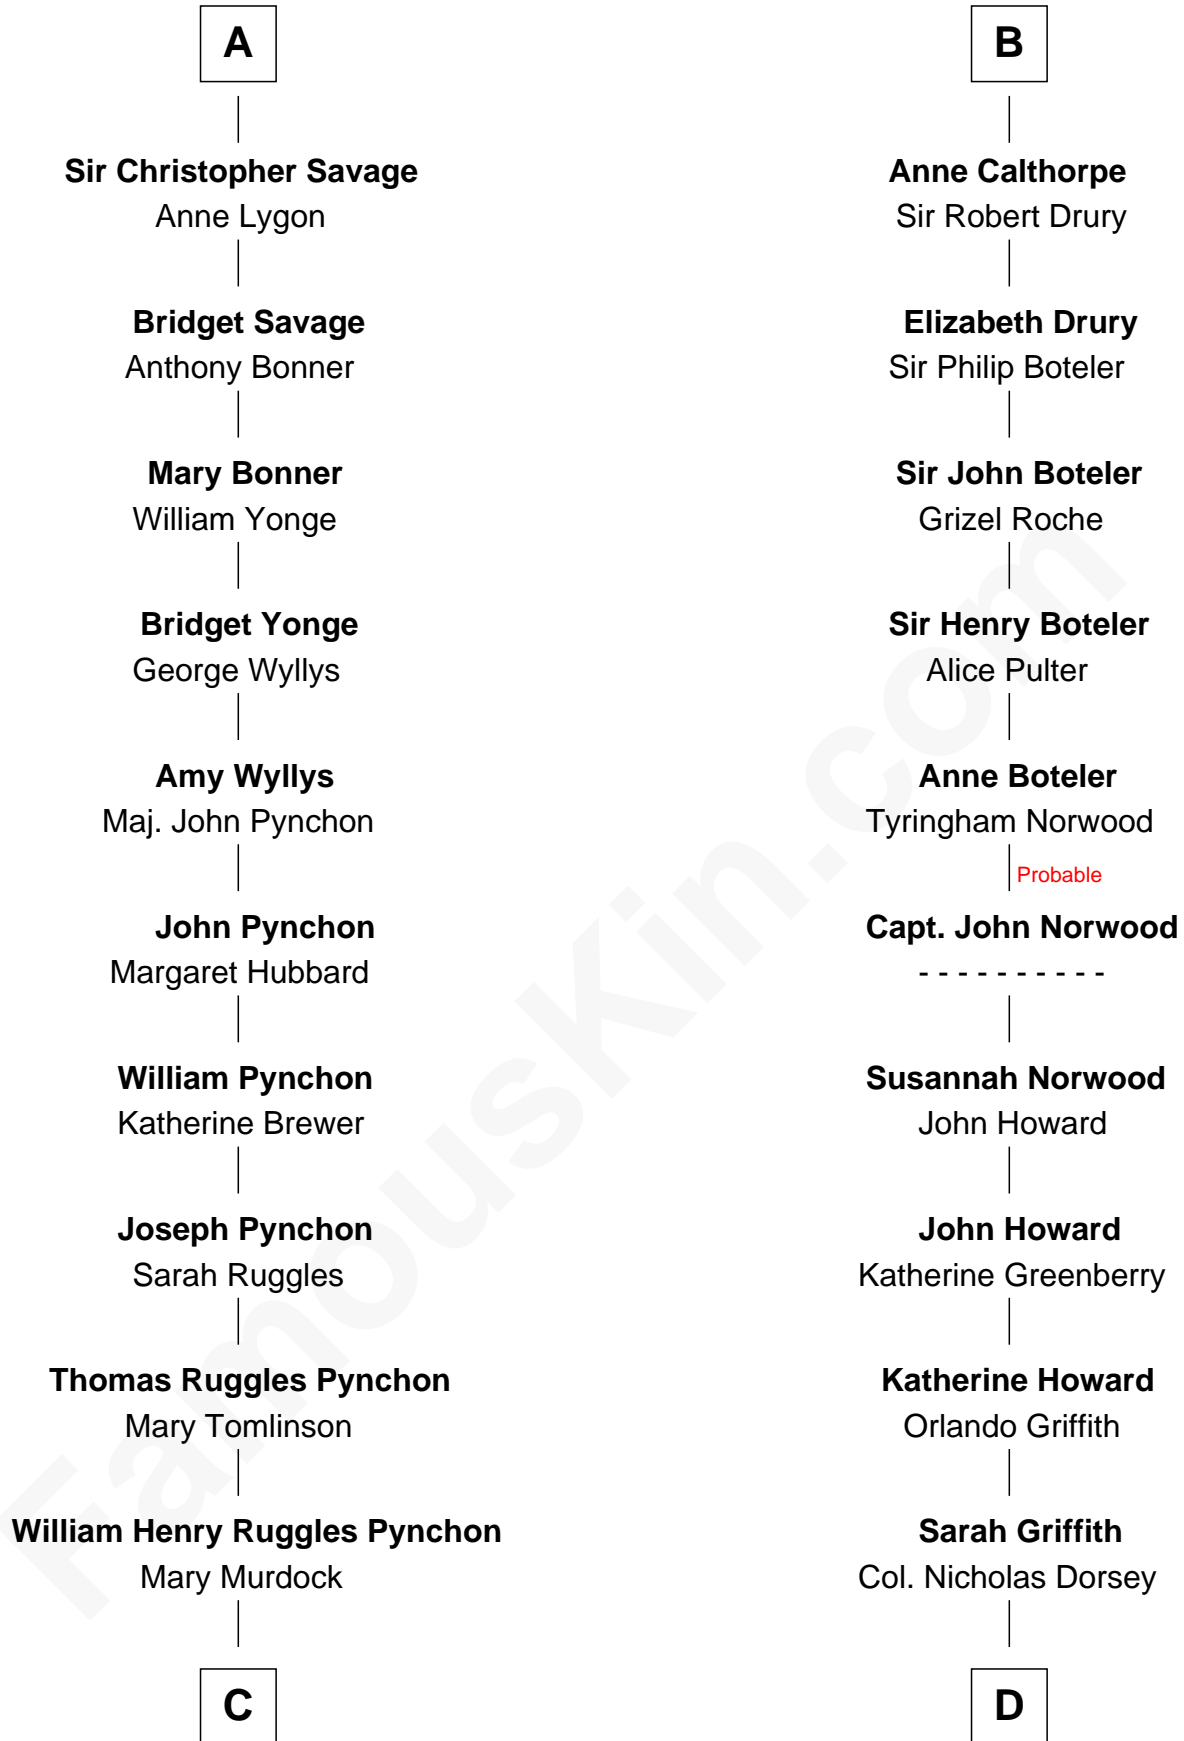 A
Sir Christopher Savage
Anne Lygon
Bridget Savage
Anthony Bonner
Mary Bonner
William Yonge
Bridget Yonge
George Wyllys
Amy Wyllys
Maj. John Pynchon
John Pynchon
Margaret Hubbard
William Pynchon
Katherine Brewer
Joseph Pynchon
Sarah Ruggles
Thomas Ruggles Pynchon
Mary Tomlinson
William Henry Ruggles Pynchon
Mary Murdock
C
B
Anne Calthorpe
Sir Robert Drury
Elizabeth Drury
Sir Philip Boteler
Sir John Boteler
Grizel Roche
Sir Henry Boteler
Alice Pulter
Anne Boteler
Tyringham Norwood
Probable
Capt. John Norwood
- - - - - - - - - -
Susannah Norwood
John Howard
John Howard
Katherine Greenberry
Katherine Howard
Orlando Griffith
Sarah Griffith
Col. Nicholas Dorsey
D
FamousKin.com